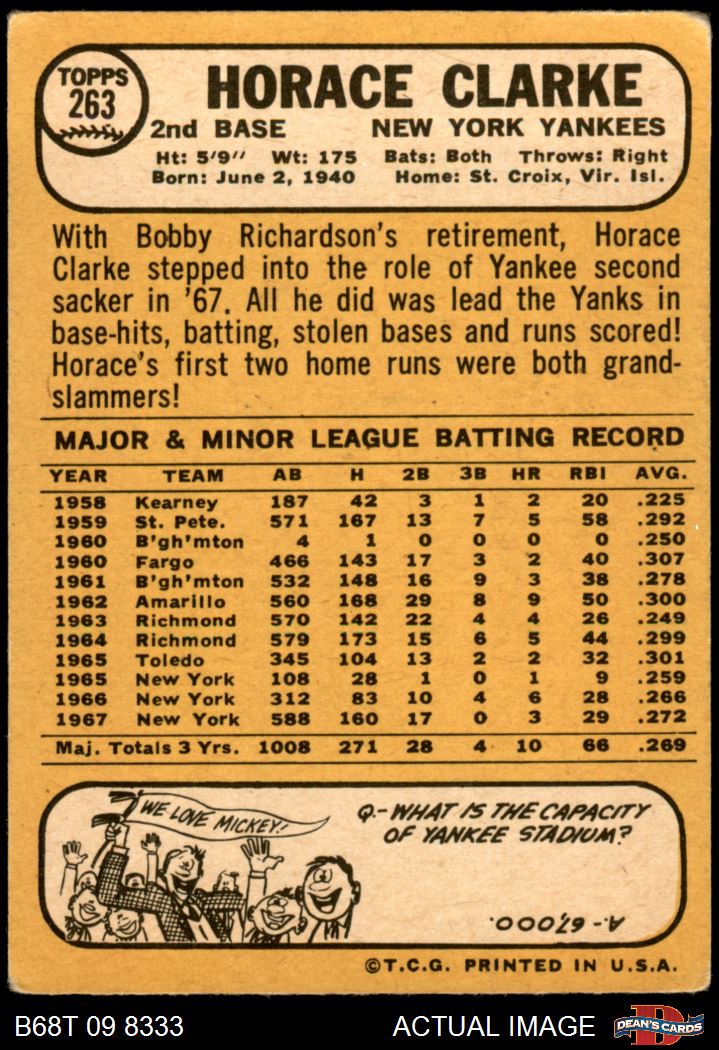 TOPPS
263
HORACE CLARKE
2nd BASE NEW YORK YANKEES
Ht: 5'9" Wt: 175 Bats: Both Throws: Right
Born: June 2, 1940 Home: St. Croix, Vir. Isl.
With Bobby Richardson's retirement, Horace
Clarke stepped into the role of Yankee second
sacker in '67. All he did was lead the Yanks in
base-hits, batting, stolen bases and runs scored!
Horace's first two home runs were both grand-
slammers!
MAJOR & MINOR LEAGUE BATTING RECORD
YEAR TEAM AB H 2B 3B HR RBI AVG.
1958 Kearney 187 42 3 1 2 20 .225
1959 St. Pete. 571 167 13 7 5 58 .292
1960 B'gh'mton 4 1 0 0 0 0 .250
1960 Fargo 466 143 17 3 2 40 .307
1961 B'gh'mton 532 148 16 9 3 38 .278
1962 Amarillo 560 168 29 8 9 50 .300
1963 Richmond 570 142 22 4 4 26 .249
1964 Richmond 579 173 15 6 5 44 .299
1965 Toledo 345 104 13 2 2 32 .301
1965 New York 108 28 1 0 1 9 .259
1966 New York 312 83 10 4 6 28 .266
1967 New York 588 160 17 0 3 29 .272
Maj. Totals 3 Yrs. 1008 271 28 4 10 66 .269
WE LOVE MICKEY!
Q.- WHAT IS THE CAPACITY
OF YANKEE STADIUM?
A.- 67,000.
©T.C.G. PRINTED IN U.S.A.
B68T 09 8333 ACTUAL IMAGE DEAN'S CARDS